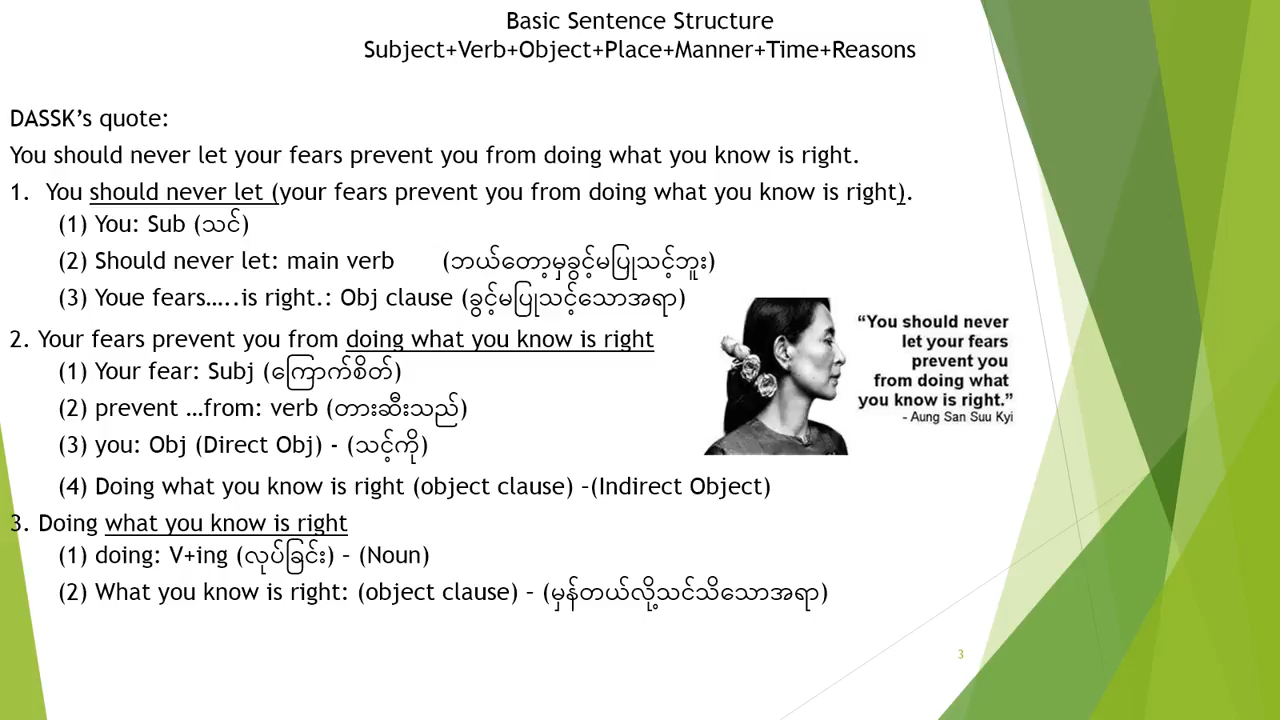 Basic Sentence Structure
Subject+Verb+Object+Place+Manner+Time+Reasons
DASSK’s quote:
You should never let your fears prevent you from doing what you know is right.
1. You should never let (your fears prevent you from doing what you know is right).
(1) You: Sub (သင်)
(2) Should never let: main verb (ဘယ်တော့မှခွင့်မပြုသင့်ဘူး)
(3) Youe fears…..is right.: Obj clause (ခွင့်မပြုသင့်သောအရာ)
2. Your fears prevent you from doing what you know is right
(1) Your fear: Subj (ကြောက်စိတ်)
(2) prevent …from: verb (တားဆီးသည်)
(3) you: Obj (Direct Obj) - (သင့်ကို)
(4) Doing what you know is right (object clause) –(Indirect Object)
3. Doing what you know is right
(1) doing: V+ing (လုပ်ခြင်း) – (Noun)
(2) What you know is right: (object clause) – (မှန်တယ်လို့သင်သိသောအရာ)
“You should never
let your fears
prevent you
from doing what
you know is right.”
- Aung San Suu Kyi
3